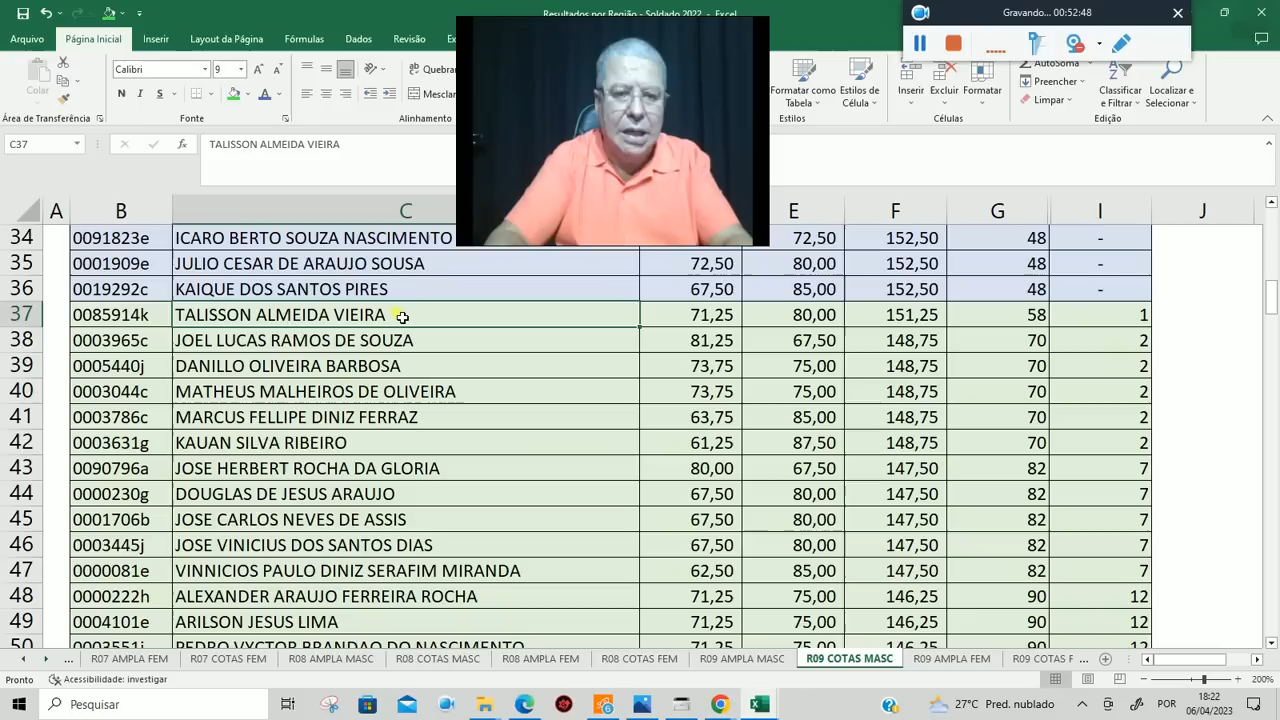 Resultados por Região - Soldado 2022 - Excel
Gravando... 00:52:48
Arquivo Página Inicial Inserir Layout da Página Fórmulas Dados Revisão
Colar
Calibri 9
Quebrar
Mesclar
N I S
AutoSoma
Preencher
Limpar
Formatar como Tabela
Estilos de Célula
Inserir Excluir Formatar
Classificar e Filtrar
Localizar e Selecionar
Área de Transferência Fonte Alinhamento Estilos Células Edição
C37 TALISSON ALMEIDA VIEIRA
A B C E F G I J
34 0091823e ICARO BERTO SOUZA NASCIMENTO 72,50 152,50 48 -
35 0001909e JULIO CESAR DE ARAUJO SOUSA 72,50 80,00 152,50 48 -
36 0019292c KAIQUE DOS SANTOS PIRES 67,50 85,00 152,50 48 -
37 0085914k TALISSON ALMEIDA VIEIRA 71,25 80,00 151,25 58 1
38 0003965c JOEL LUCAS RAMOS DE SOUZA 81,25 67,50 148,75 70 2
39 0005440j DANILLO OLIVEIRA BARBOSA 73,75 75,00 148,75 70 2
40 0003044c MATHEUS MALHEIROS DE OLIVEIRA 73,75 75,00 148,75 70 2
41 0003786c MARCUS FELLIPE DINIZ FERRAZ 63,75 85,00 148,75 70 2
42 0003631g KAUAN SILVA RIBEIRO 61,25 87,50 148,75 70 2
43 0090796a JOSE HERBERT ROCHA DA GLORIA 80,00 67,50 147,50 82 7
44 0000230g DOUGLAS DE JESUS ARAUJO 67,50 80,00 147,50 82 7
45 0001706b JOSE CARLOS NEVES DE ASSIS 67,50 80,00 147,50 82 7
46 0003445j JOSE VINICIUS DOS SANTOS DIAS 67,50 80,00 147,50 82 7
47 0000081e VINNICIOS PAULO DINIZ SERAFIM MIRANDA 62,50 85,00 147,50 82 7
48 0000222h ALEXANDER ARAUJO FERREIRA ROCHA 71,25 75,00 146,25 90 12
49 0004101e ARILSON JESUS LIMA 71,25 75,00 146,25 90 12
50 0003551j PEDRO VYCTOR BRANDAO DO NASCIMENTO 71,25 75,00 146,25 90 12
... R07 AMPLA FEM R07 COTAS FEM R08 AMPLA MASC R08 COTAS MASC R08 AMPLA FEM R08 COTAS FEM R09 AMPLA MASC R09 COTAS MASC R09 AMPLA FEM R09 COTAS F ...
Pronto Acessibilidade: investigar 200%
Pesquisar 27°C Pred. nublado POR 18:22
06/04/2023